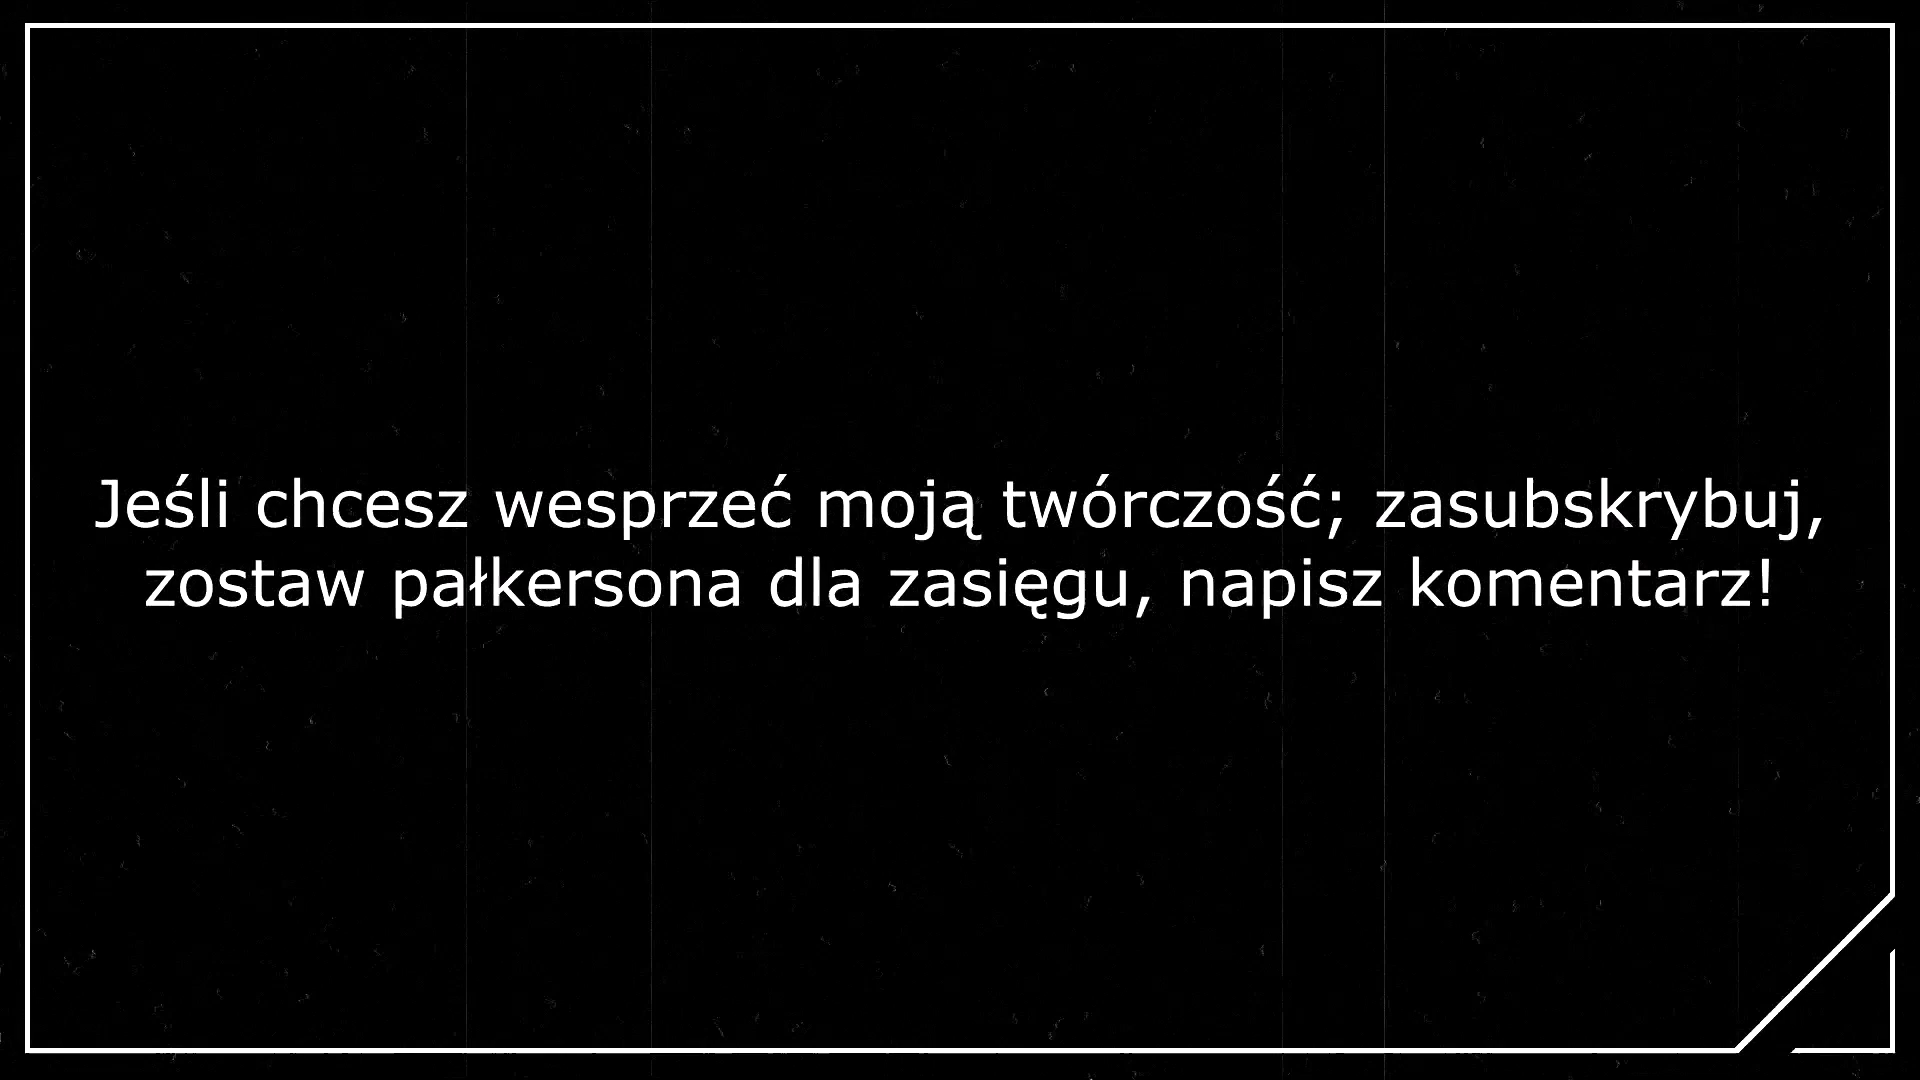 Jeśli chcesz wesprzeć moją twórczość; zasubskrybuj,
zostaw pałkersona dla zasięgu, napisz komentarz!